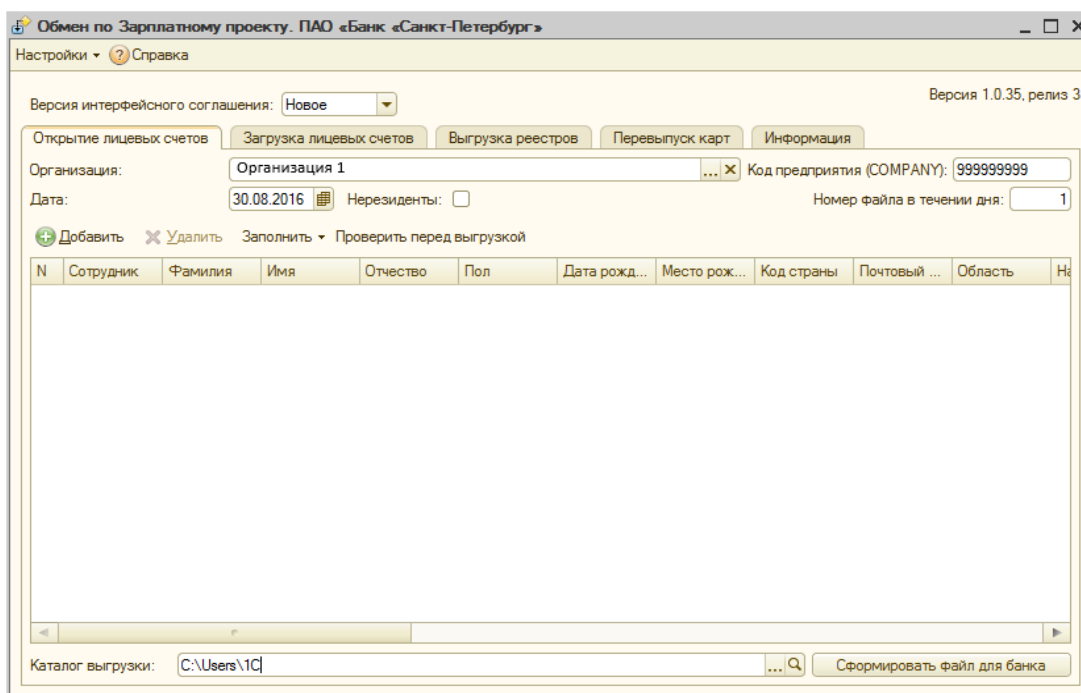 Обмен по Зарплатному проекту. ПАО «Банк «Санкт-Петербург»
Настройки ? Справка
Версия 1.0.35, релиз 3
Версия интерфейсного соглашения: Новое
Открытие лицевых счетов Загрузка лицевых счетов Выгрузка реестров Перевыпуск карт Информация
Организация: Организация 1 ... Код предприятия (COMPANY): 999999999
Дата: 30.08.2016 Нерезиденты: Номер файла в течении дня: 1
Добавить Удалить Заполнить Проверить перед выгрузкой
N Сотрудник Фамилия Имя Отчество Пол Дата рожд... Место рож... Код страны Почтовый ... Область На
Каталог выгрузки: C:\Users\1C ... Сформировать файл для банка